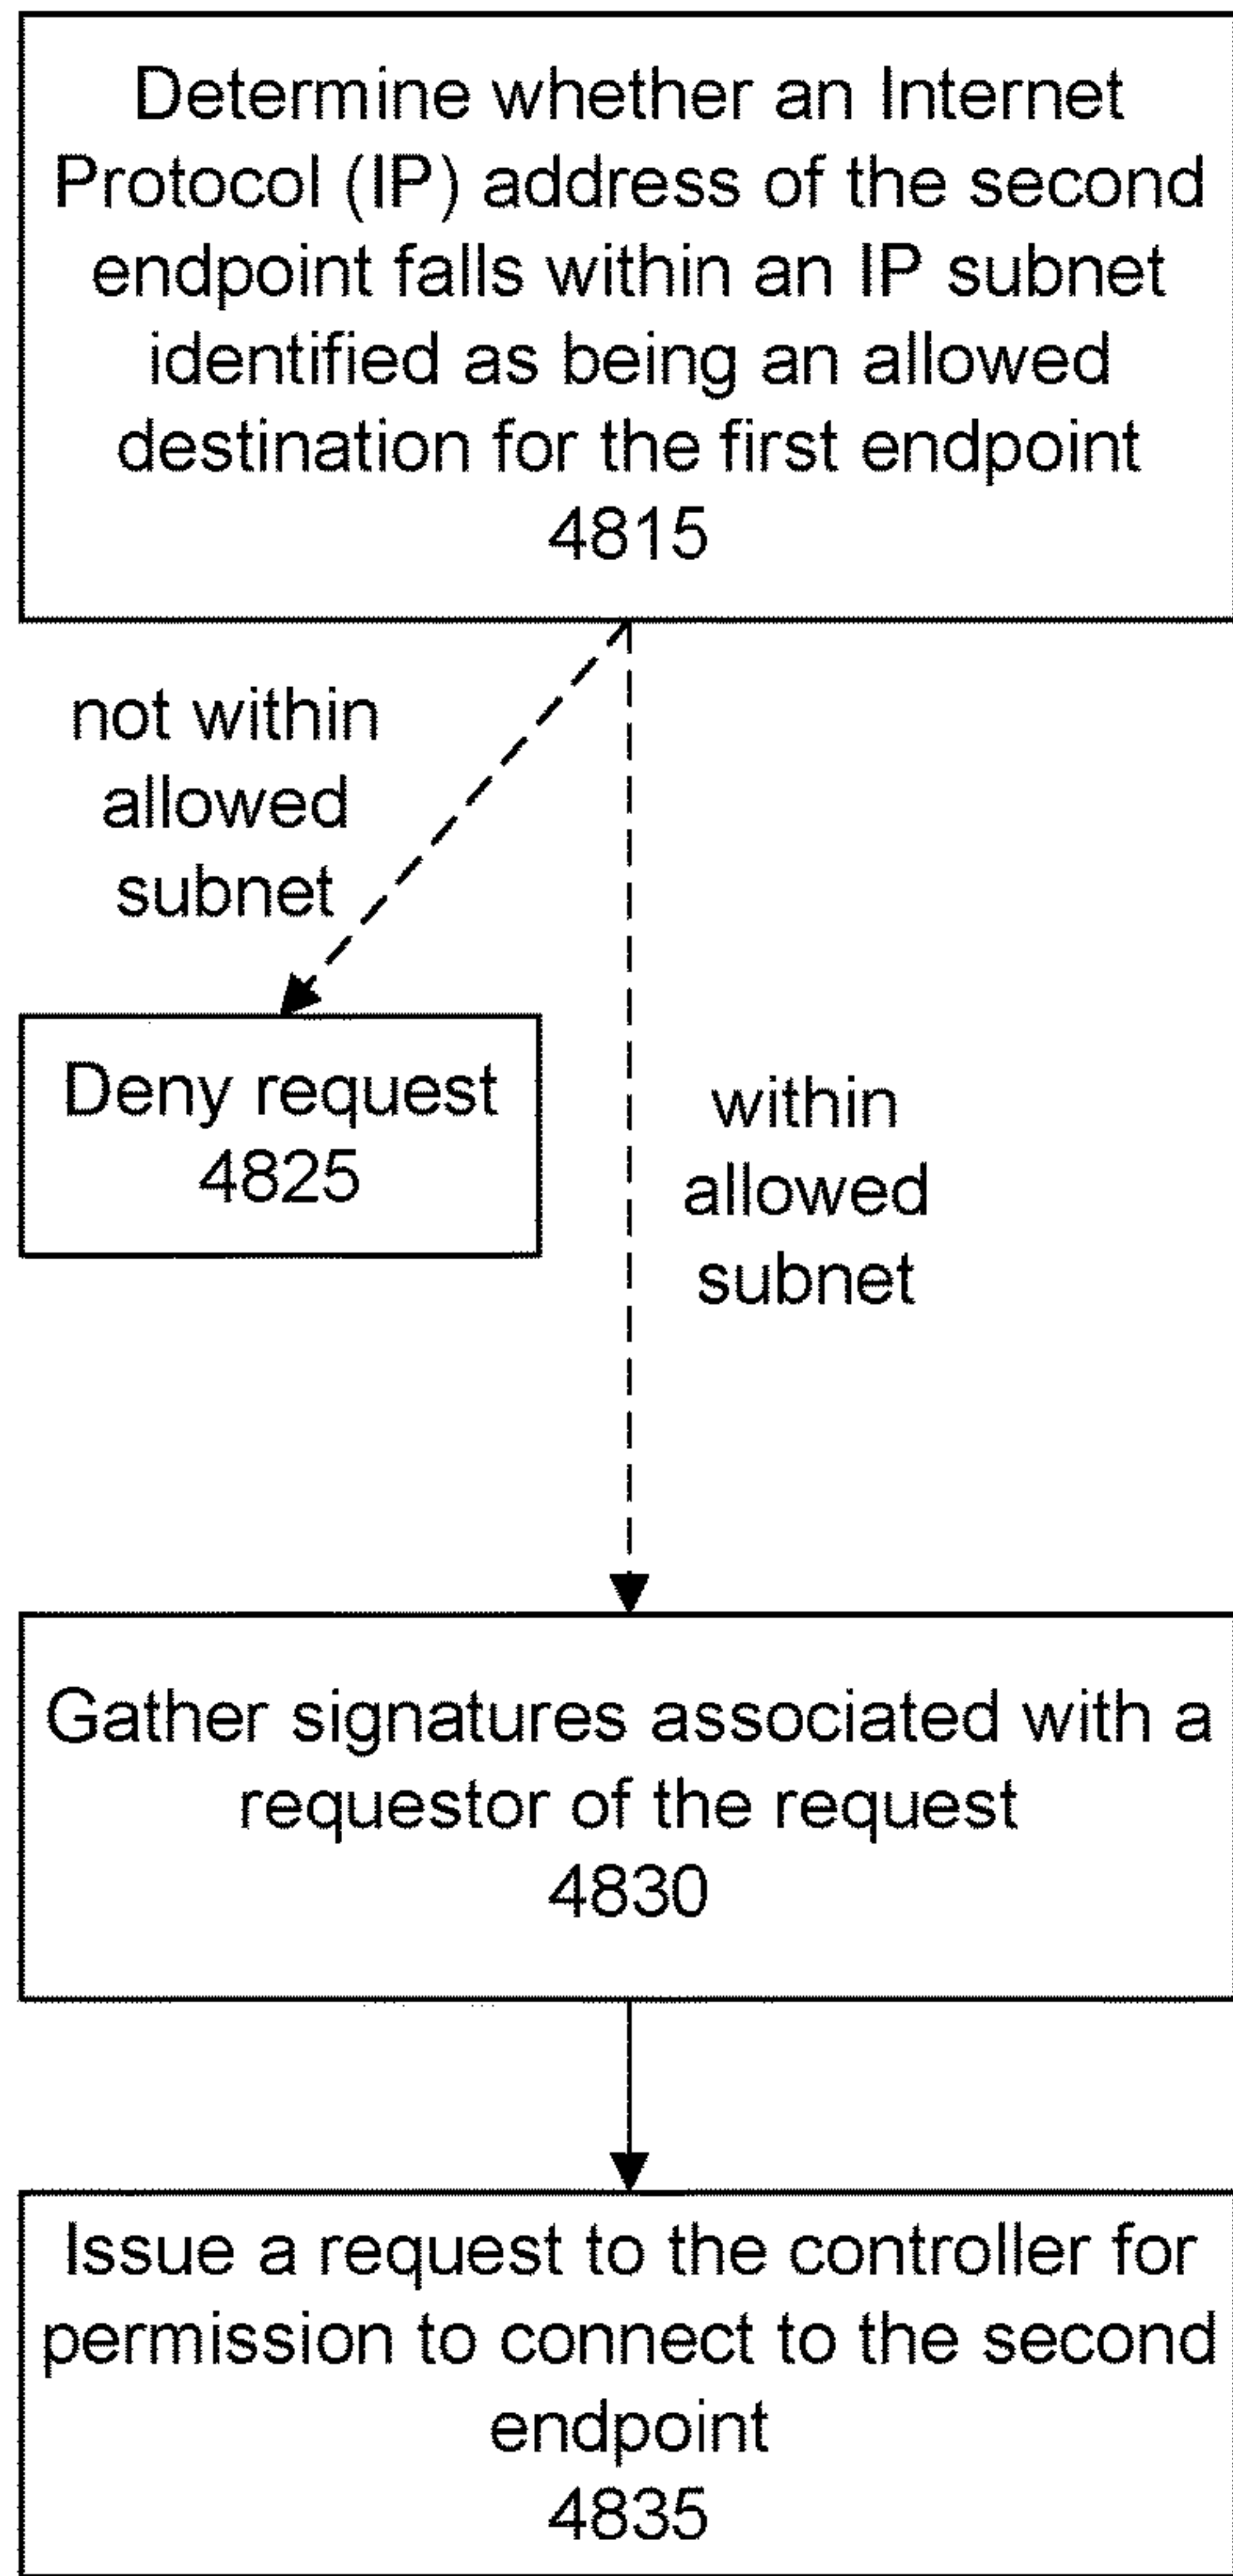 Determine whether an Internet
Protocol (IP) address of the second
endpoint falls within an IP subnet
identified as being an allowed
destination for the first endpoint
4815
not within
allowed
subnet
Deny request
4825
within
allowed
subnet
Gather signatures associated with a
requestor of the request
4830
Issue a request to the controller for
permission to connect to the second
endpoint
4835